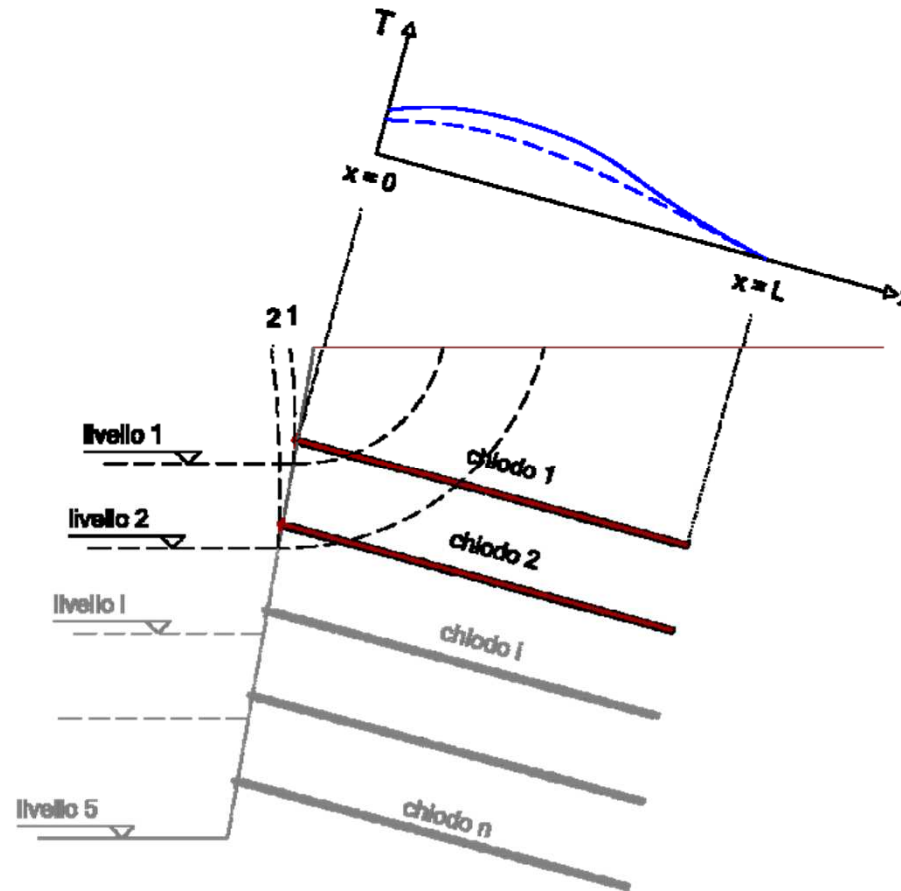 T
x = 0
x = L
2 1
livello 1
chiodo 1
livello 2
chiodo 2
livello i
chiodo i
livello 5
chiodo n